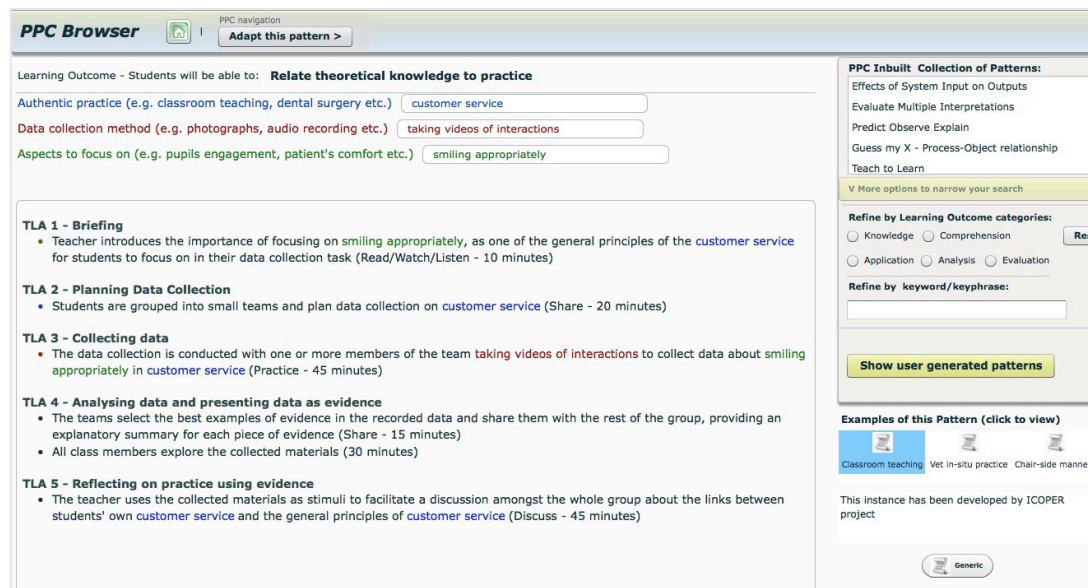 PPC Browser
|
PPC navigation
Adapt this pattern >
Learning Outcome - Students will be able to: Relate theoretical knowledge to practice
Authentic practice (e.g. classroom teaching, dental surgery etc.) customer service
Data collection method (e.g. photographs, audio recording etc.) taking videos of interactions
Aspects to focus on (e.g. pupils engagement, patient's comfort etc.) smiling appropriately
TLA 1 - Briefing
• Teacher introduces the importance of focusing on smiling appropriately, as one of the general principles of the customer service
for students to focus on in their data collection task (Read/Watch/Listen - 10 minutes)
TLA 2 - Planning Data Collection
• Students are grouped into small teams and plan data collection on customer service (Share - 20 minutes)
TLA 3 - Collecting data
• The data collection is conducted with one or more members of the team taking videos of interactions to collect data about smiling
appropriately in customer service (Practice - 45 minutes)
TLA 4 - Analysing data and presenting data as evidence
• The teams select the best examples of evidence in the recorded data and share them with the rest of the group, providing an
explanatory summary for each piece of evidence (Share - 15 minutes)
• All class members explore the collected materials (30 minutes)
TLA 5 - Reflecting on practice using evidence
• The teacher uses the collected materials as stimuli to facilitate a discussion amongst the whole group about the links between
students' own customer service and the general principles of customer service (Discuss - 45 minutes)
PPC Inbuilt Collection of Patterns:
Effects of System Input on Outputs
Evaluate Multiple Interpretations
Predict Observe Explain
Guess my X - Process-Object relationship
Teach to Learn
V More options to narrow your search
Refine by Learning Outcome categories:
Knowledge Comprehension Res
Application Analysis Evaluation
Refine by keyword/keyphrase:
Show user generated patterns
Examples of this Pattern (click to view)
Classroom teaching Vet in-situ practice Chair-side manne
This instance has been developed by ICOPER
project
Generic